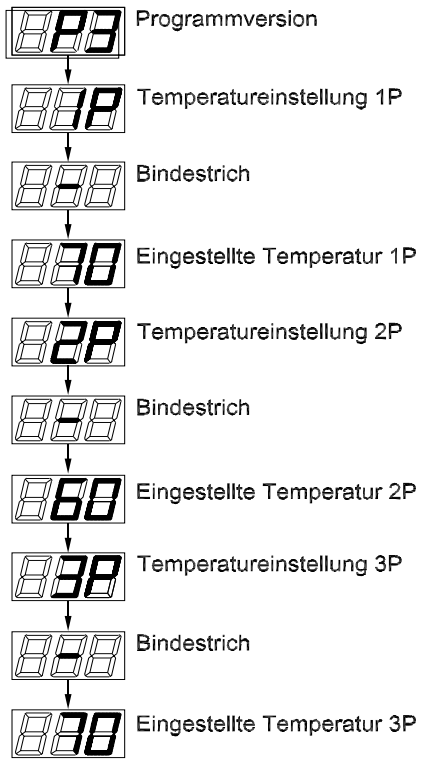 P3 Programmversion
1P Temperatureinstellung 1P
- Bindestrich
70 Eingestellte Temperatur 1P
2P Temperatureinstellung 2P
- Bindestrich
60 Eingestellte Temperatur 2P
3P Temperatureinstellung 3P
- Bindestrich
70 Eingestellte Temperatur 3P